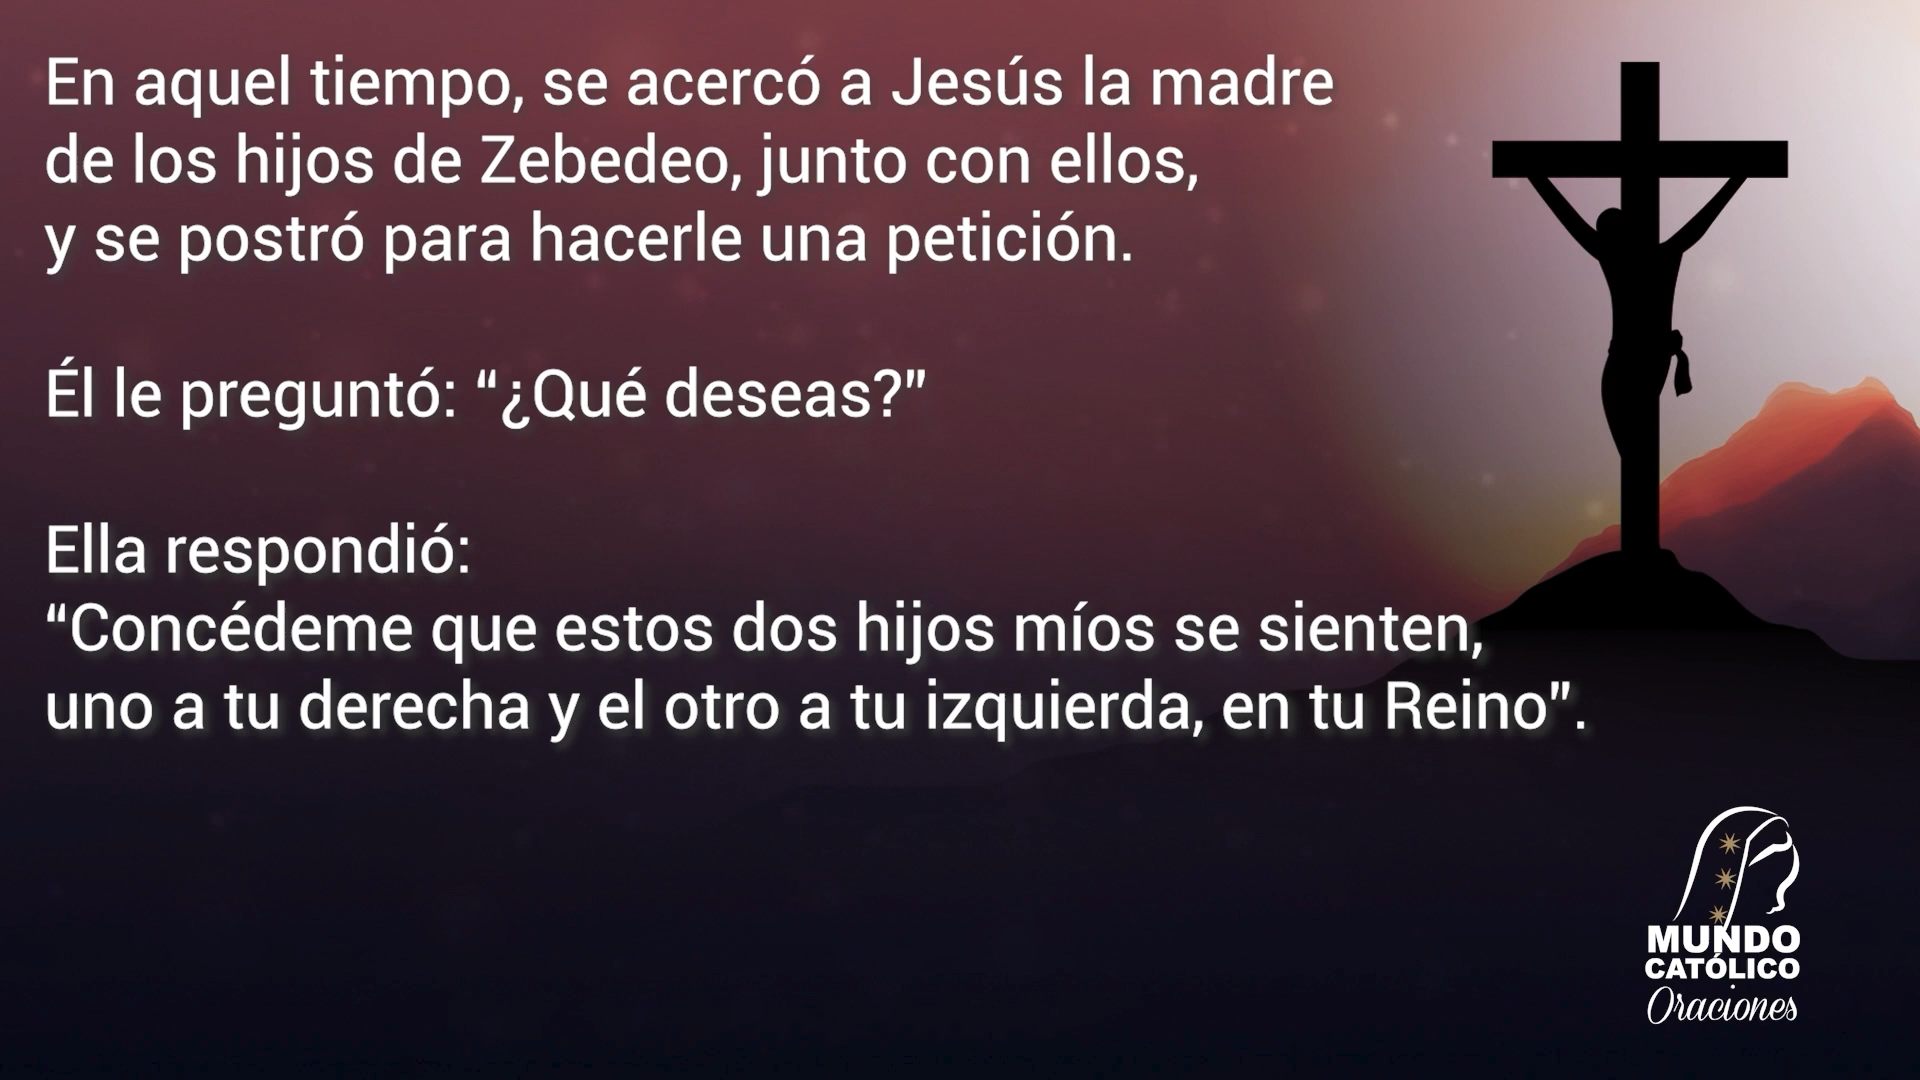 En aquel tiempo, se acercó a Jesús la madre
de los hijos de Zebedeo, junto con ellos,
y se postró para hacerle una petición.
Él le preguntó: “¿Qué deseas?”
Ella respondió:
“Concédeme que estos dos hijos míos se sienten,
uno a tu derecha y el otro a tu izquierda, en tu Reino”.
MUNDO
CATÓLICO
Oraciones